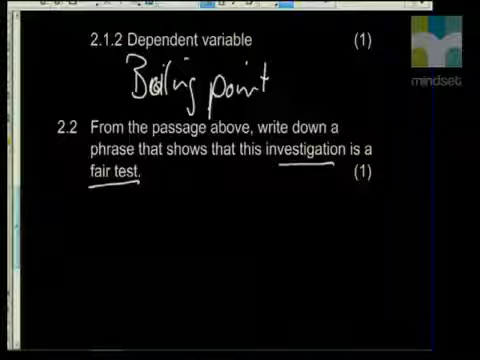 2.1.2 Dependent variable (1)
Boiling point
2.2 From the passage above, write down a
phrase that shows that this investigation is a
fair test. (1)
mindset